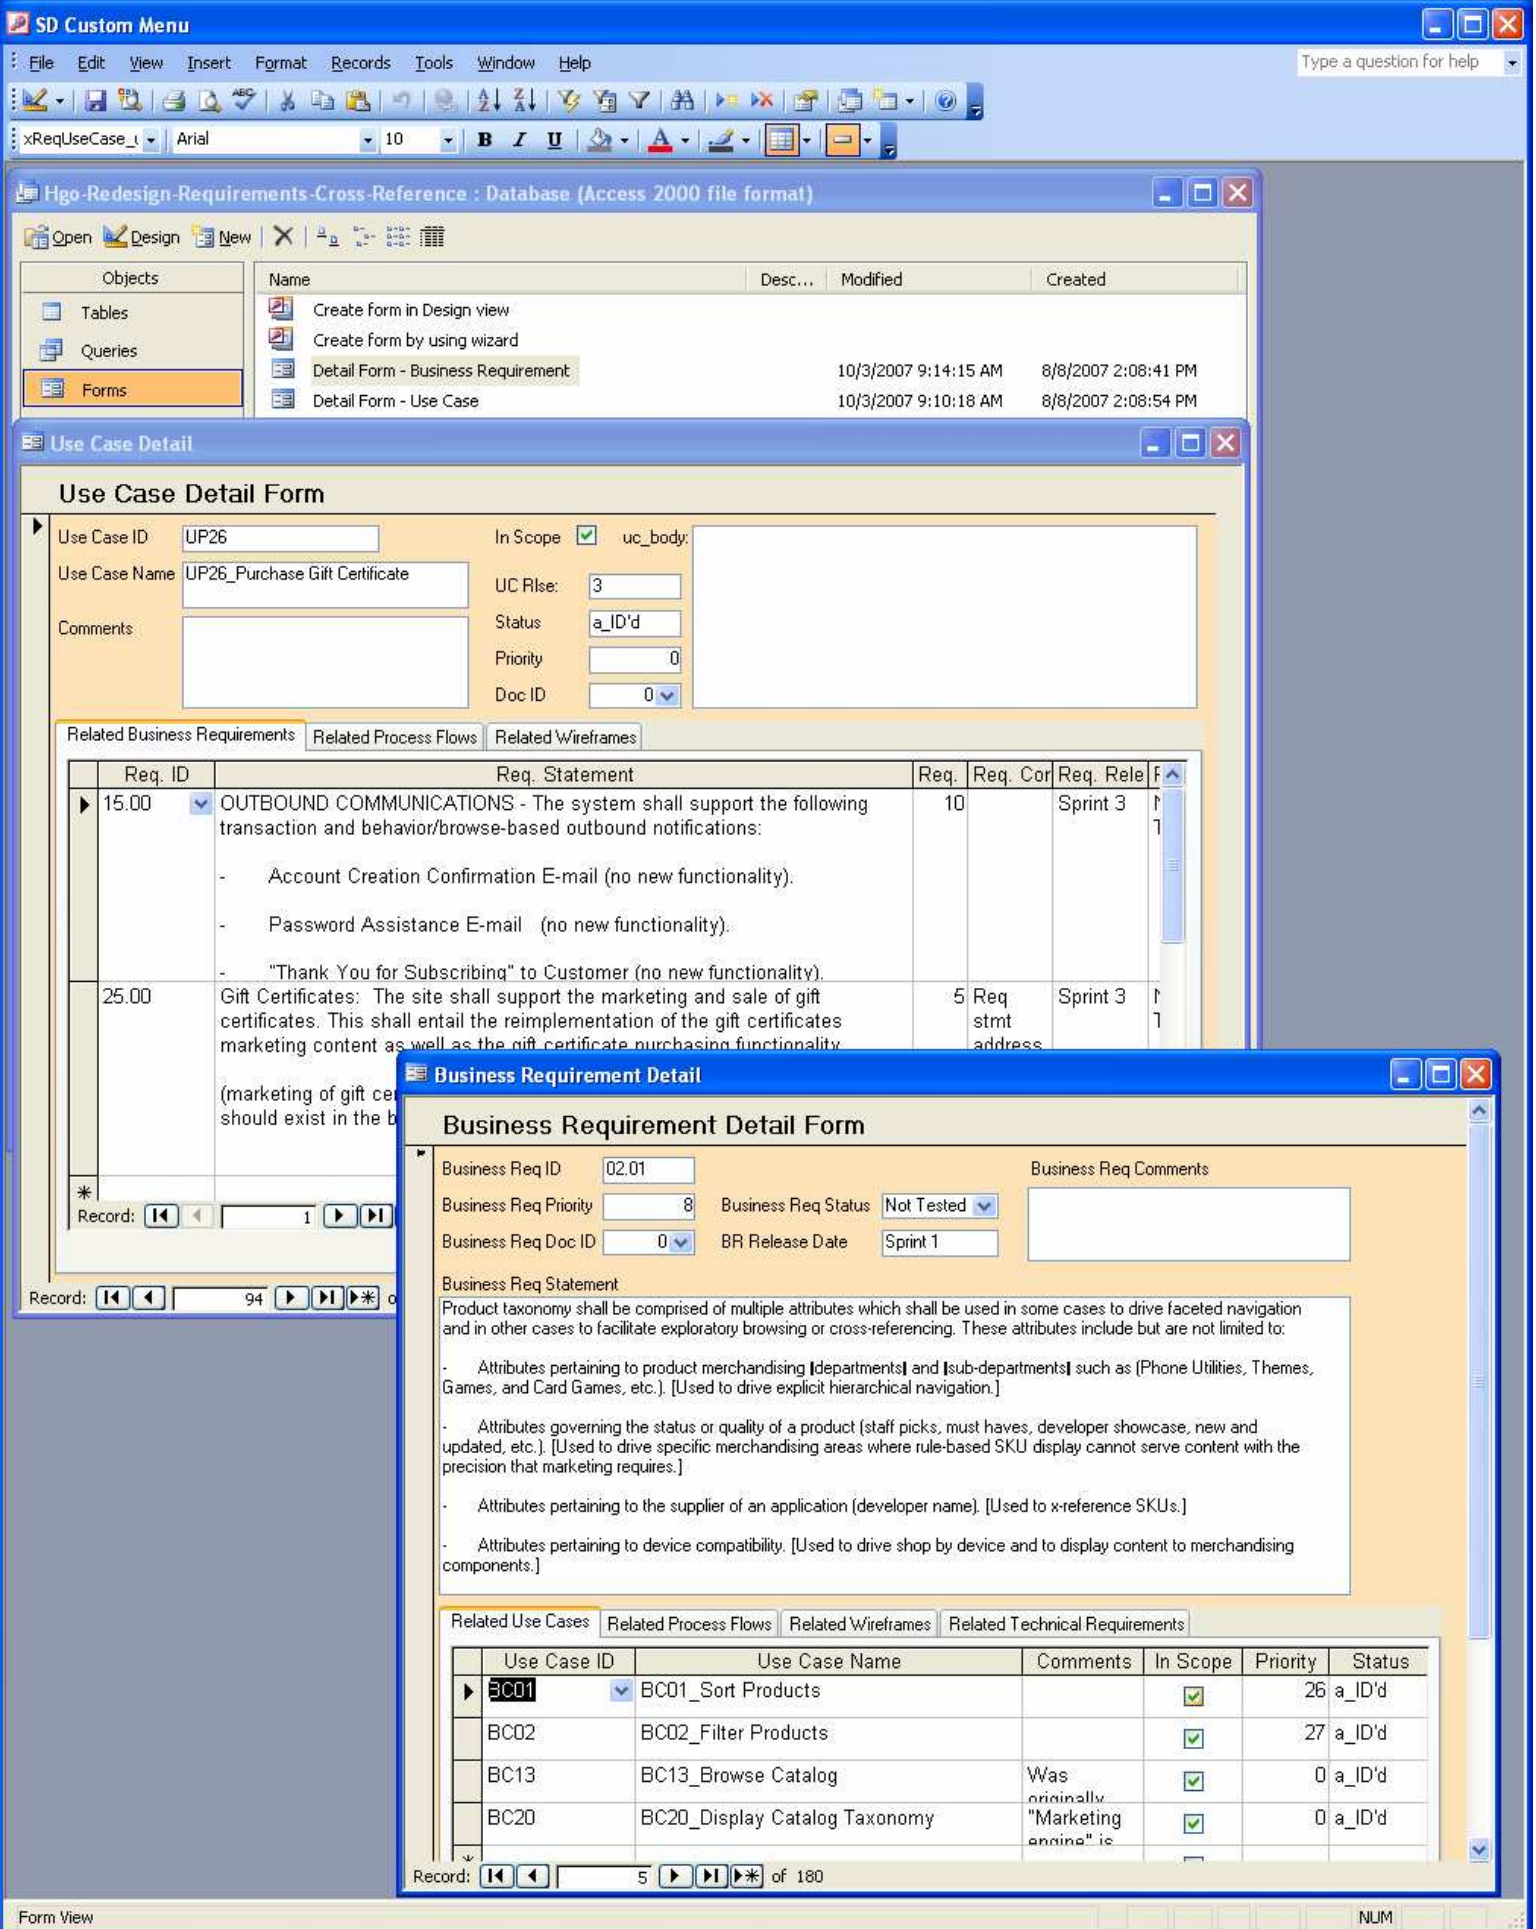 SD Custom Menu
File Edit View Insert Format Records Tools Window Help
Type a question for help
Arial 10 B I U
Hgo-Redesign-Requirements-Cross-Reference : Database (Access 2000 file format)
Open Design New
Objects
Name Desc... Modified Created
Tables
Queries
Forms
Create form in Design view
Create form by using wizard
Detail Form - Business Requirement 10/3/2007 9:14:15 AM 8/8/2007 2:08:41 PM
Detail Form - Use Case 10/3/2007 9:10:18 AM 8/8/2007 2:08:54 PM
Use Case Detail
Use Case Detail Form
Use Case ID UP26 In Scope uc_body:
Use Case Name UP26_Purchase Gift Certificate UC Rlse: 3
Comments Status a_ID'd
Priority 0
Doc ID 0
Related Business Requirements Related Process Flows Related Wireframes
Req. ID Req. Statement Req. Req. Cor Req. Rele
15.00 OUTBOUND COMMUNICATIONS - The system shall support the following 10 Sprint 3
transaction and behavior/browse-based outbound notifications:
- Account Creation Confirmation E-mail (no new functionality).
- Password Assistance E-mail (no new functionality).
- "Thank You for Subscribing" to Customer (no new functionality).
25.00 Gift Certificates: The site shall support the marketing and sale of gift 5 Req Sprint 3
certificates. This shall entail the reimplementation of the gift certificates stmt
marketing content as well as the gift certificate purchasing functionality address
(marketing of gift cer
should exist in the b
Record: 1
Record: 94
Business Requirement Detail
Business Requirement Detail Form
Business Req ID 02.01 Business Req Comments
Business Req Priority 8 Business Req Status Not Tested
Business Req Doc ID 0 BR Release Date Sprint 1
Business Req Statement
Product taxonomy shall be comprised of multiple attributes which shall be used in some cases to drive faceted navigation
and in other cases to facilitate exploratory browsing or cross-referencing. These attributes include but are not limited to:
- Attributes pertaining to product merchandising |departments| and |sub-departments| such as (Phone Utilities, Themes,
Games, and Card Games, etc.). [Used to drive explicit hierarchical navigation.]
- Attributes governing the status or quality of a product (staff picks, must haves, developer showcase, new and
updated, etc.). [Used to drive specific merchandising areas where rule-based SKU display cannot serve content with the
precision that marketing requires.]
- Attributes pertaining to the supplier of an application (developer name). [Used to x-reference SKUs.]
- Attributes pertaining to device compatibility. [Used to drive shop by device and to display content to merchandising
components.]
Related Use Cases Related Process Flows Related Wireframes Related Technical Requirements
Use Case ID Use Case Name Comments In Scope Priority Status
BC01 BC01_Sort Products 26 a_ID'd
BC02 BC02_Filter Products 27 a_ID'd
BC13 BC13_Browse Catalog Was 0 a_ID'd
originally
BC20 BC20_Display Catalog Taxonomy "Marketing 0 a_ID'd
engine" is
Record: 5 of 180
Form View NUM